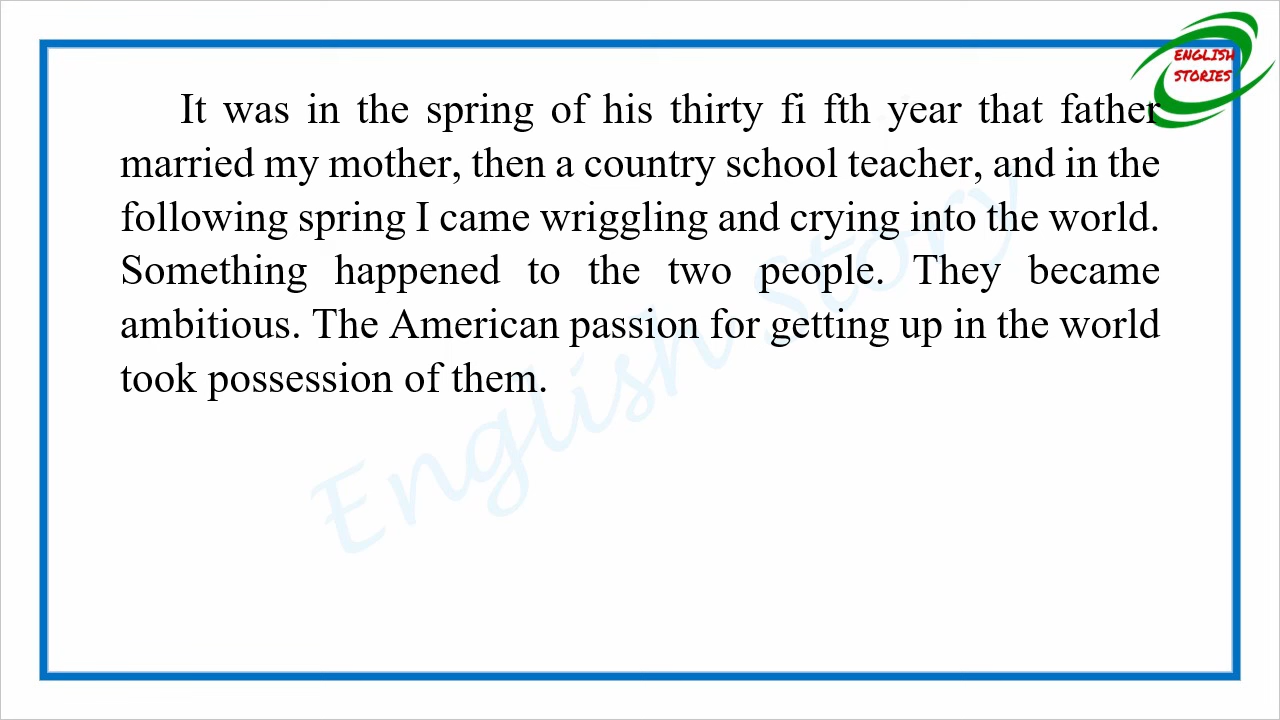 ENGLISH
STORIES
It was in the spring of his thirty fi fth year that father
married my mother, then a country school teacher, and in the
following spring I came wriggling and crying into the world.
Something happened to the two people. They became
ambitious. The American passion for getting up in the world
took possession of them.
English Story